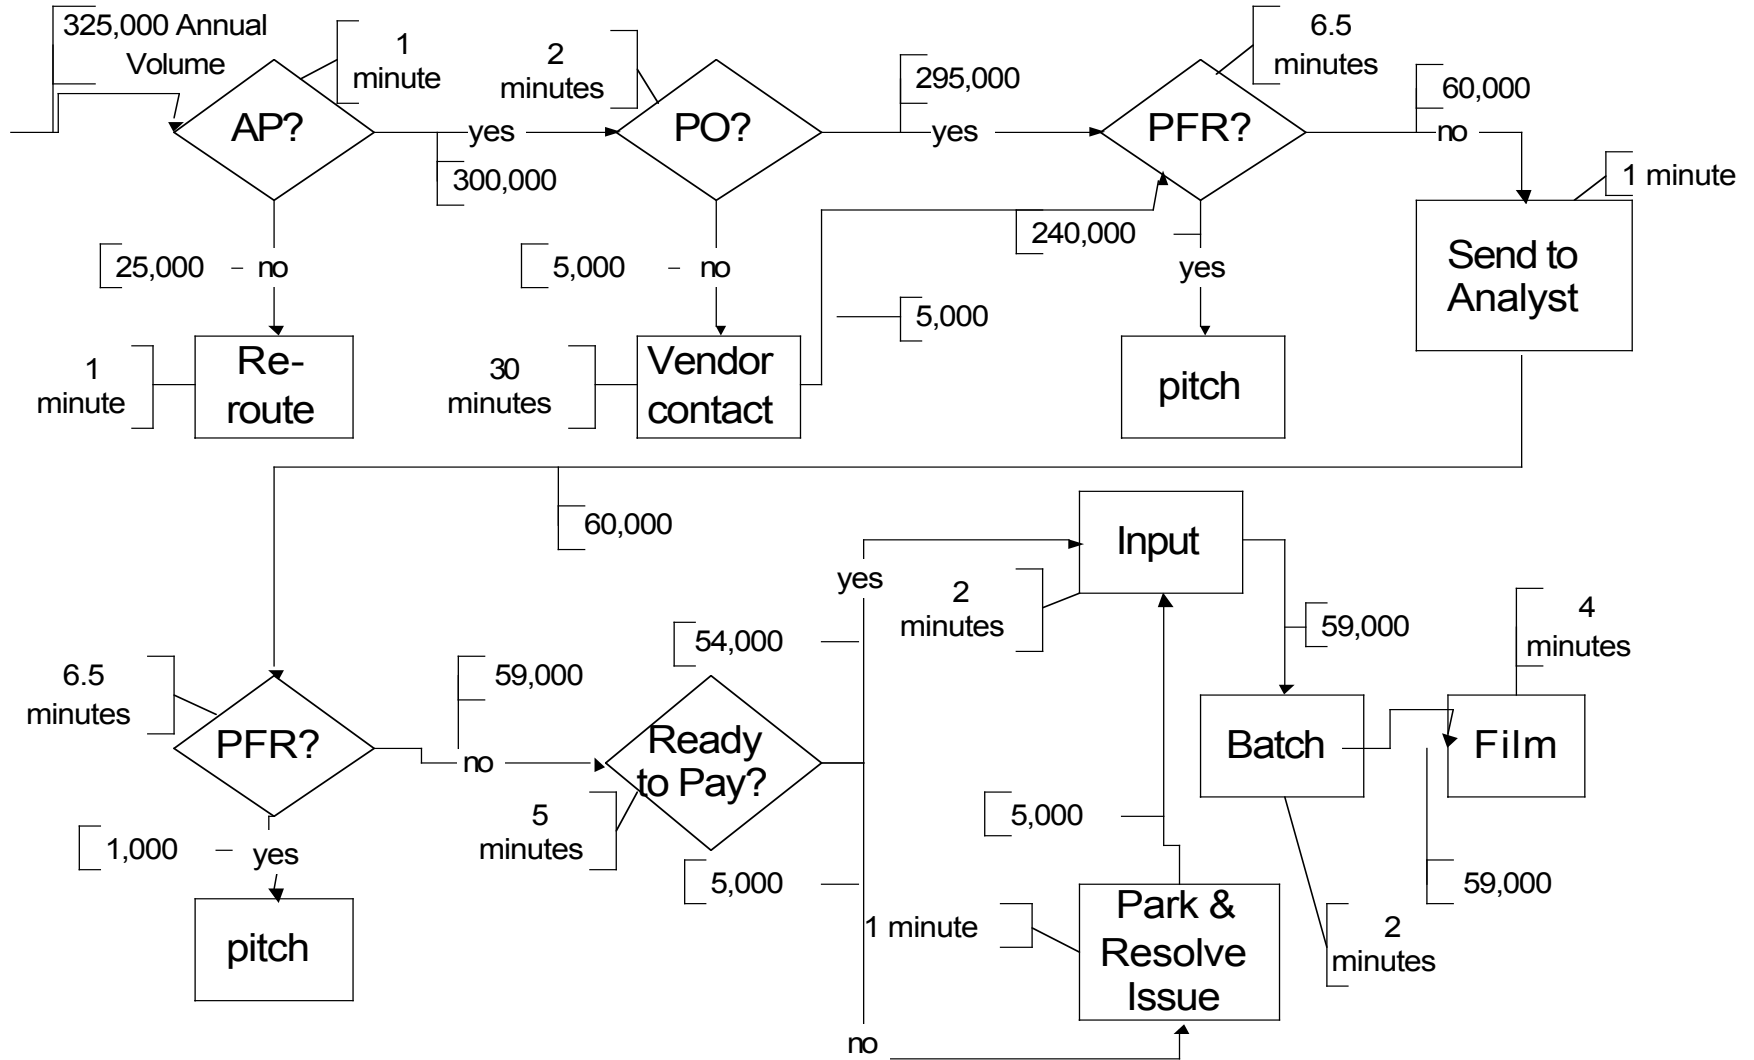 325,000 Annual
Volume
1
minute
AP?
yes
300,000
2
minutes
PO?
295,000
yes
6.5
minutes
PFR?
60,000
no
1 minute
25,000
no
5,000
no
240,000
yes
5,000
Send to
Analyst
1
minute
Re-
route
30
minutes
Vendor
contact
pitch
60,000
Input
yes
2
minutes
54,000
59,000
4
minutes
6.5
minutes
PFR?
59,000
no
Ready
to Pay?
5
minutes
Batch
Film
1,000
yes
5,000
5,000
59,000
pitch
1 minute
Park &
Resolve
Issue
2
minutes
no